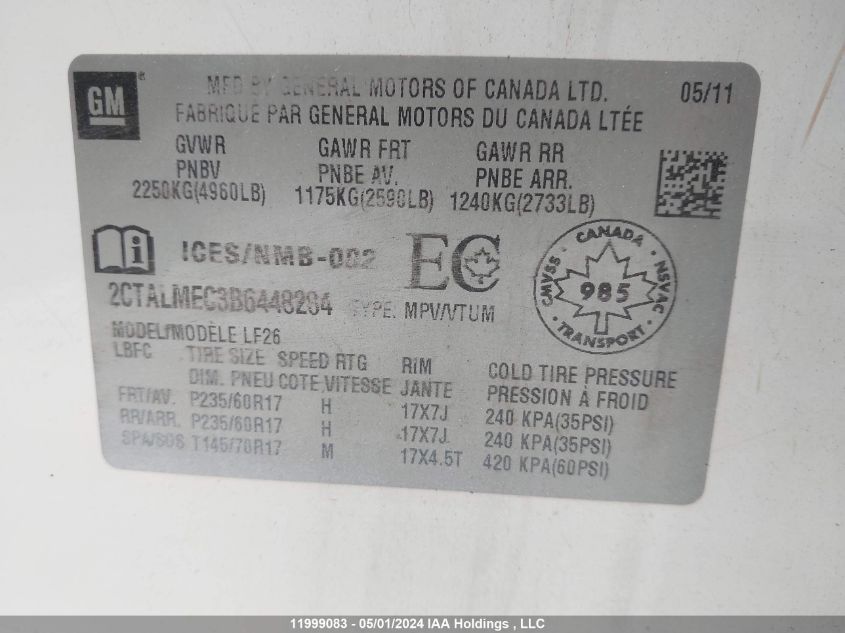 GM
MFD BY GENERAL MOTORS OF CANADA LTD. 05/11
FABRIQUE PAR GENERAL MOTORS DU CANADA LTÉE
GVWR GAWR FRT GAWR RR
PNBV PNBE AV. PNBE ARR.
2250KG(4960LB) 1175KG(2590LB) 1240KG(2733LB)
ICES/NMB-002 EC
CANADA
CMVSS 985 NSVAC
TRANSPORT
2CTALMEC3B6448284 TYPE: MPV/VTUM
MODEL/MODÈLE LF26
LBFC TIRE SIZE SPEED RTG RIM COLD TIRE PRESSURE
DIM. PNEU COTE VITESSE JANTE PRESSION À FROID
FRT/AV. P235/60R17 H 17X7J 240 KPA(35PSI)
RR/ARR. P235/60R17 H 17X7J 240 KPA(35PSI)
SPA/SOS T145/70R17 M 17X4.5T 420 KPA(60PSI)
11999083 - 05/01/2024 IAA Holdings , LLC